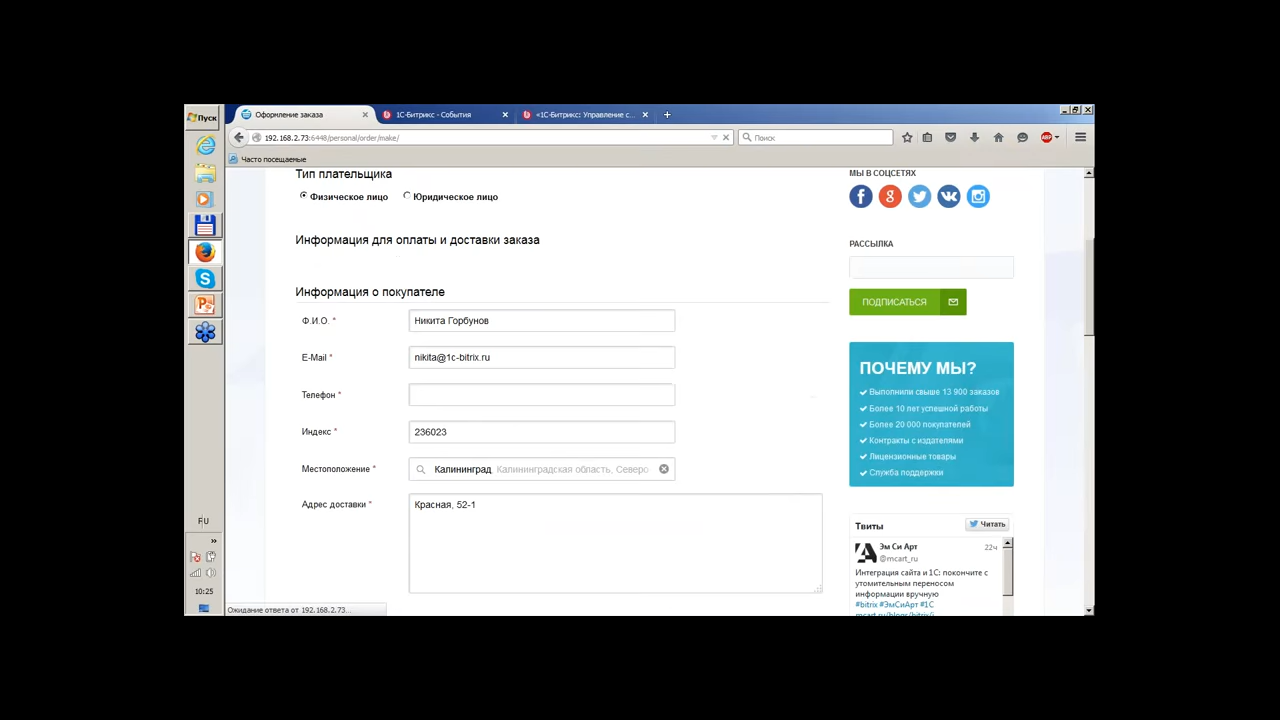 Пуск
Оформление заказа
1С-Битрикс - События
«1С-Битрикс: Управление с...
192.168.2.73:6448/personal/order/make/
Поиск
Часто посещаемые
Тип плательщика
Физическое лицо
Юридическое лицо
Информация для оплаты и доставки заказа
Информация о покупателе
Ф.И.О. *
Никита Горбунов
E-Mail *
nikita@1c-bitrix.ru
Телефон *
Индекс *
236023
Местоположение *
Калининград Калининградская область, Северо
Адрес доставки *
Красная, 52-1
МЫ В СОЦСЕТЯХ
РАССЫЛКА
ПОДПИСАТЬСЯ
ПОЧЕМУ МЫ?
Выполнили свыше 13 900 заказов
Более 10 лет успешной работы
Более 20 000 покупателей
Контракты с издателями
Лицензионные товары
Служба поддержки
Твиты
Читать
Эм Си Арт
22ч
@mcart_ru
Интеграция сайта и 1С: покончите с
утомительным переносом
информации вручную
#bitrix #ЭмСиАрт #1С
Ожидание ответа от 192.168.2.73...
10:25